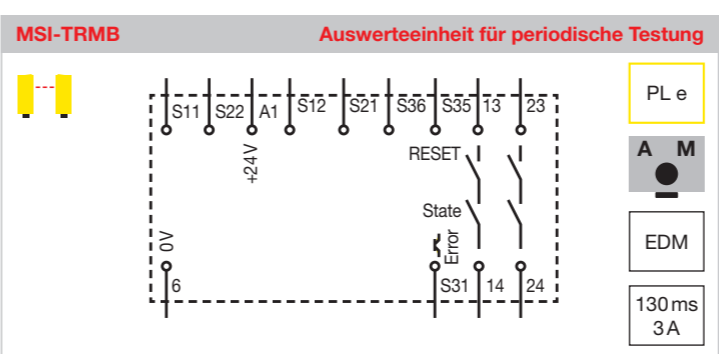 MSI-TRMB Auswerteeinheit für periodische Testung
S11 S22 A1 S12 S21 S36 S35 13 23
+24V
RESET
State
Error
0V
6 S31 14 24
PL e
A M
EDM
130 ms
3 A